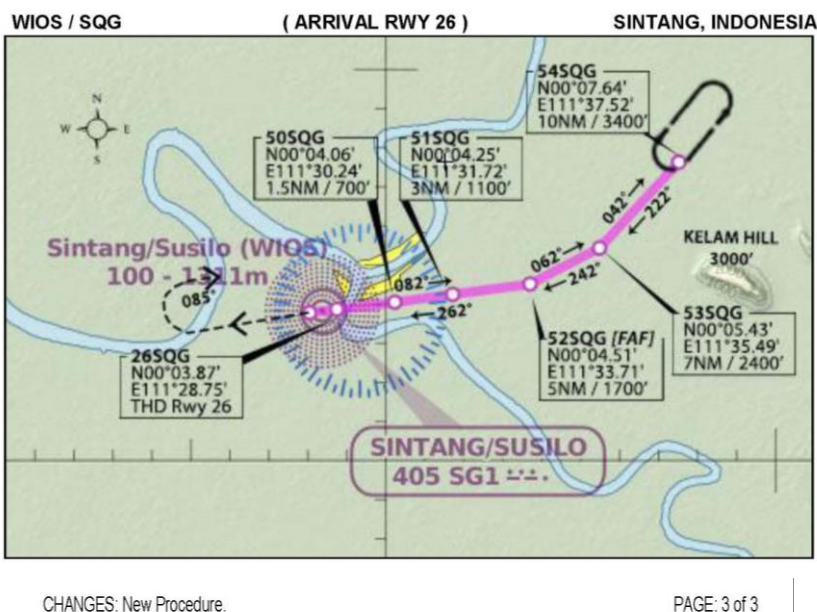 WIOS / SQG
( ARRIVAL RWY 26 )
SINTANG, INDONESIA
N
W
E
S
54SQG
N00°07.64'
E111°37.52'
10NM / 3400'
50SQG
N00°04.06'
E111°30.24'
1.5NM / 700'
51SQG
N00°04.25'
E111°31.72'
3NM / 1100'
042°
222°
KELAM HILL
3000'
Sintang/Susilo (WIOS)
100 - 1311m
085°
082°
262°
062°
242°
26SQG
N00°03.87'
E111°28.75'
THD Rwy 26
52SQG [FAF]
N00°04.51'
E111°33.71'
5NM / 1700'
53SQG
N00°05.43'
E111°35.49'
7NM / 2400'
SINTANG/SUSILO
405 SG1
CHANGES: New Procedure.
PAGE: 3 of 3